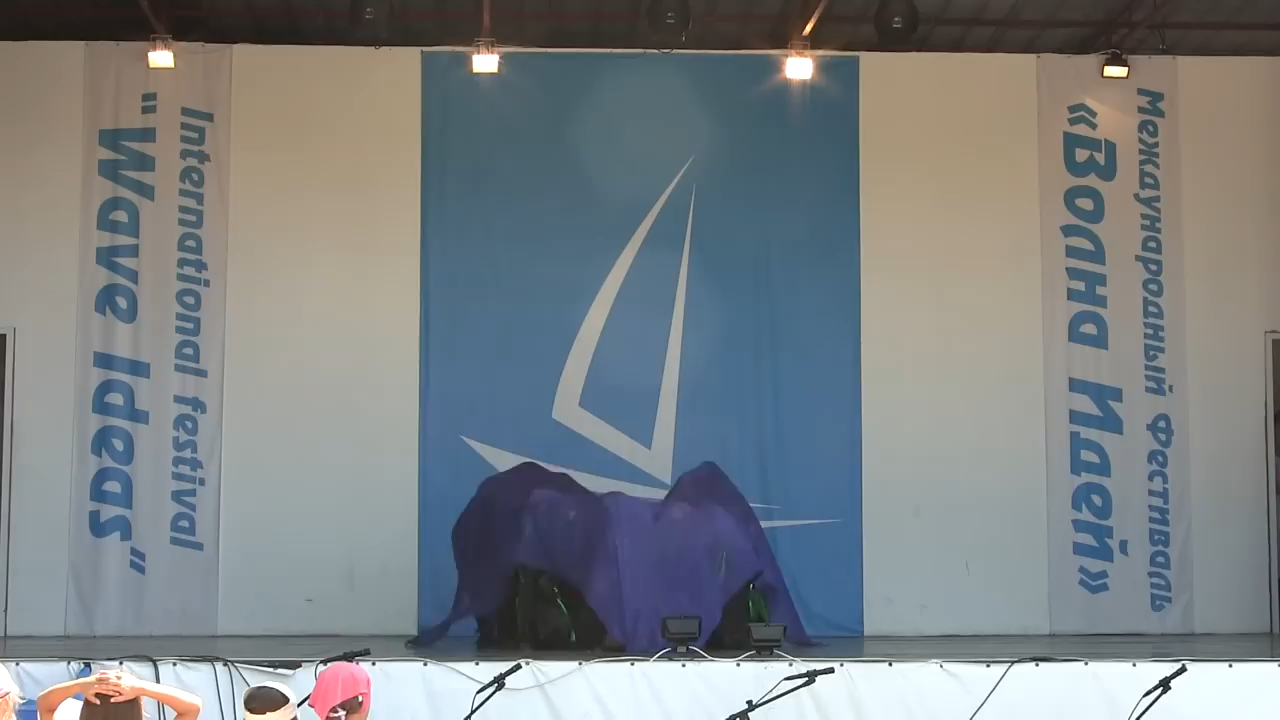 International festival
"Wave Ideas"
Международный Фестиваль
«Волна Идей»